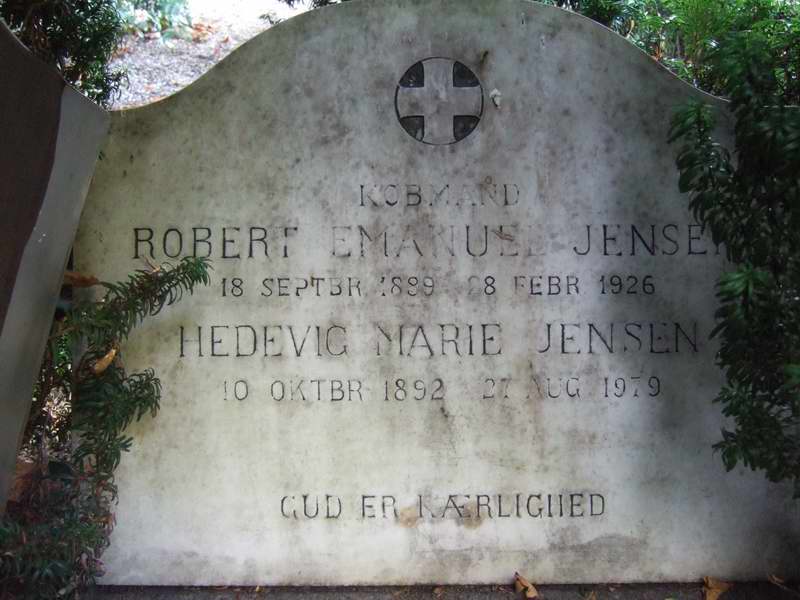 KØBMAND
ROBERT EMANUEL JENSEN
18 SEPTBR 1889 28 FEBR 1926
HEDEVIG MARIE JENSEN
10 OKTBR 1892 27 AUG 1979
GUD ER KÆRLIGHED